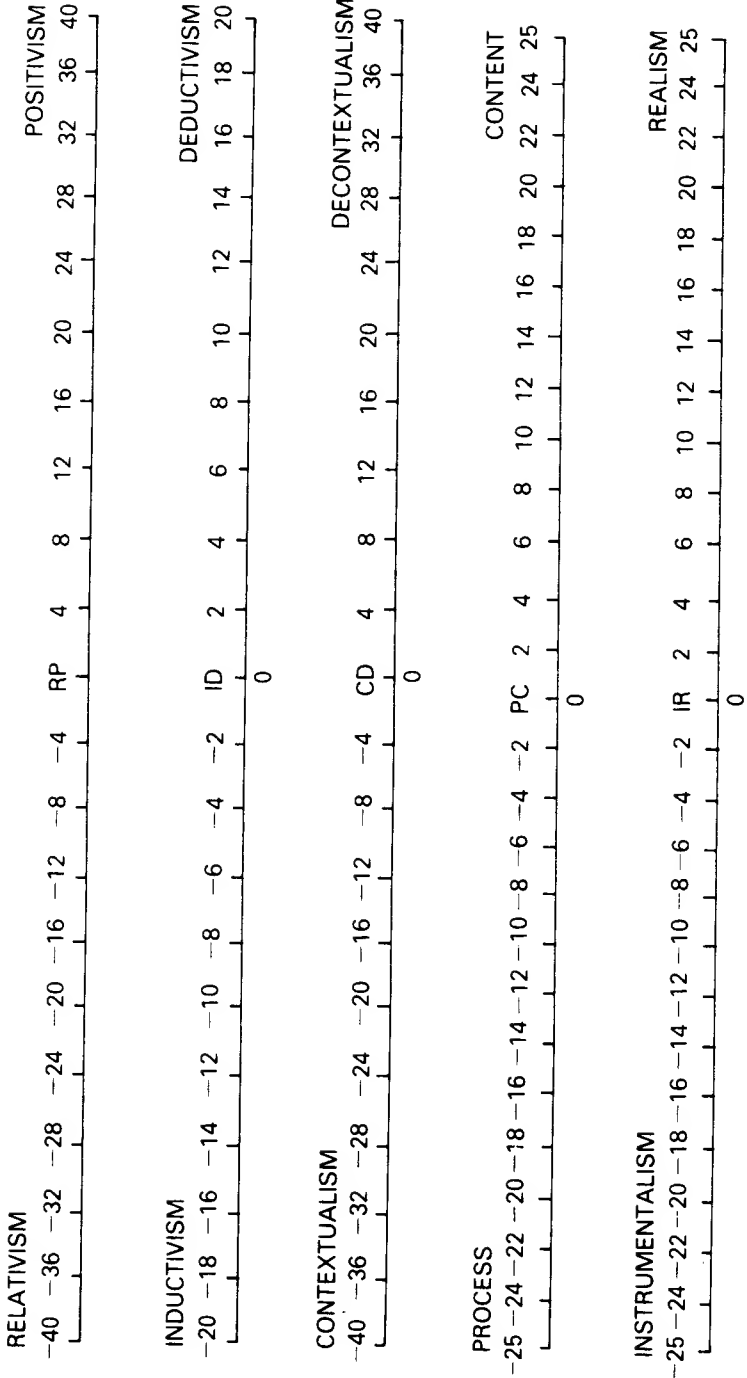 RELATIVISM POSITIVISM
—40 —36 —32 —28 —24 —20 —16 —12 —8 —4 RP 4 8 12 16 20 24 28 32 36 40
INDUCTIVISM DEDUCTIVISM
—20 —18 —16 —14 —12 —10 —8 —6 —4 —2 ID 2 4 6 8 10 12 14 16 18 20
0
CONTEXTUALISM DECONTEXTUALISM
—40 —36 —32 —28 —24 —20 —16 —12 —8 —4 CD 4 8 12 16 20 24 28 32 36 40
0
PROCESS CONTENT
—25 —24 —22 —20 —18 —16 —14 —12 —10 —8 —6 —4 —2 PC 2 4 6 8 10 12 14 16 18 20 22 24 25
0
INSTRUMENTALISM REALISM
—25 —24 —22 —20 —18 —16 —14 —12 —10 —8 —6 —4 —2 IR 2 4 6 8 10 12 14 16 18 20 22 24 25
0